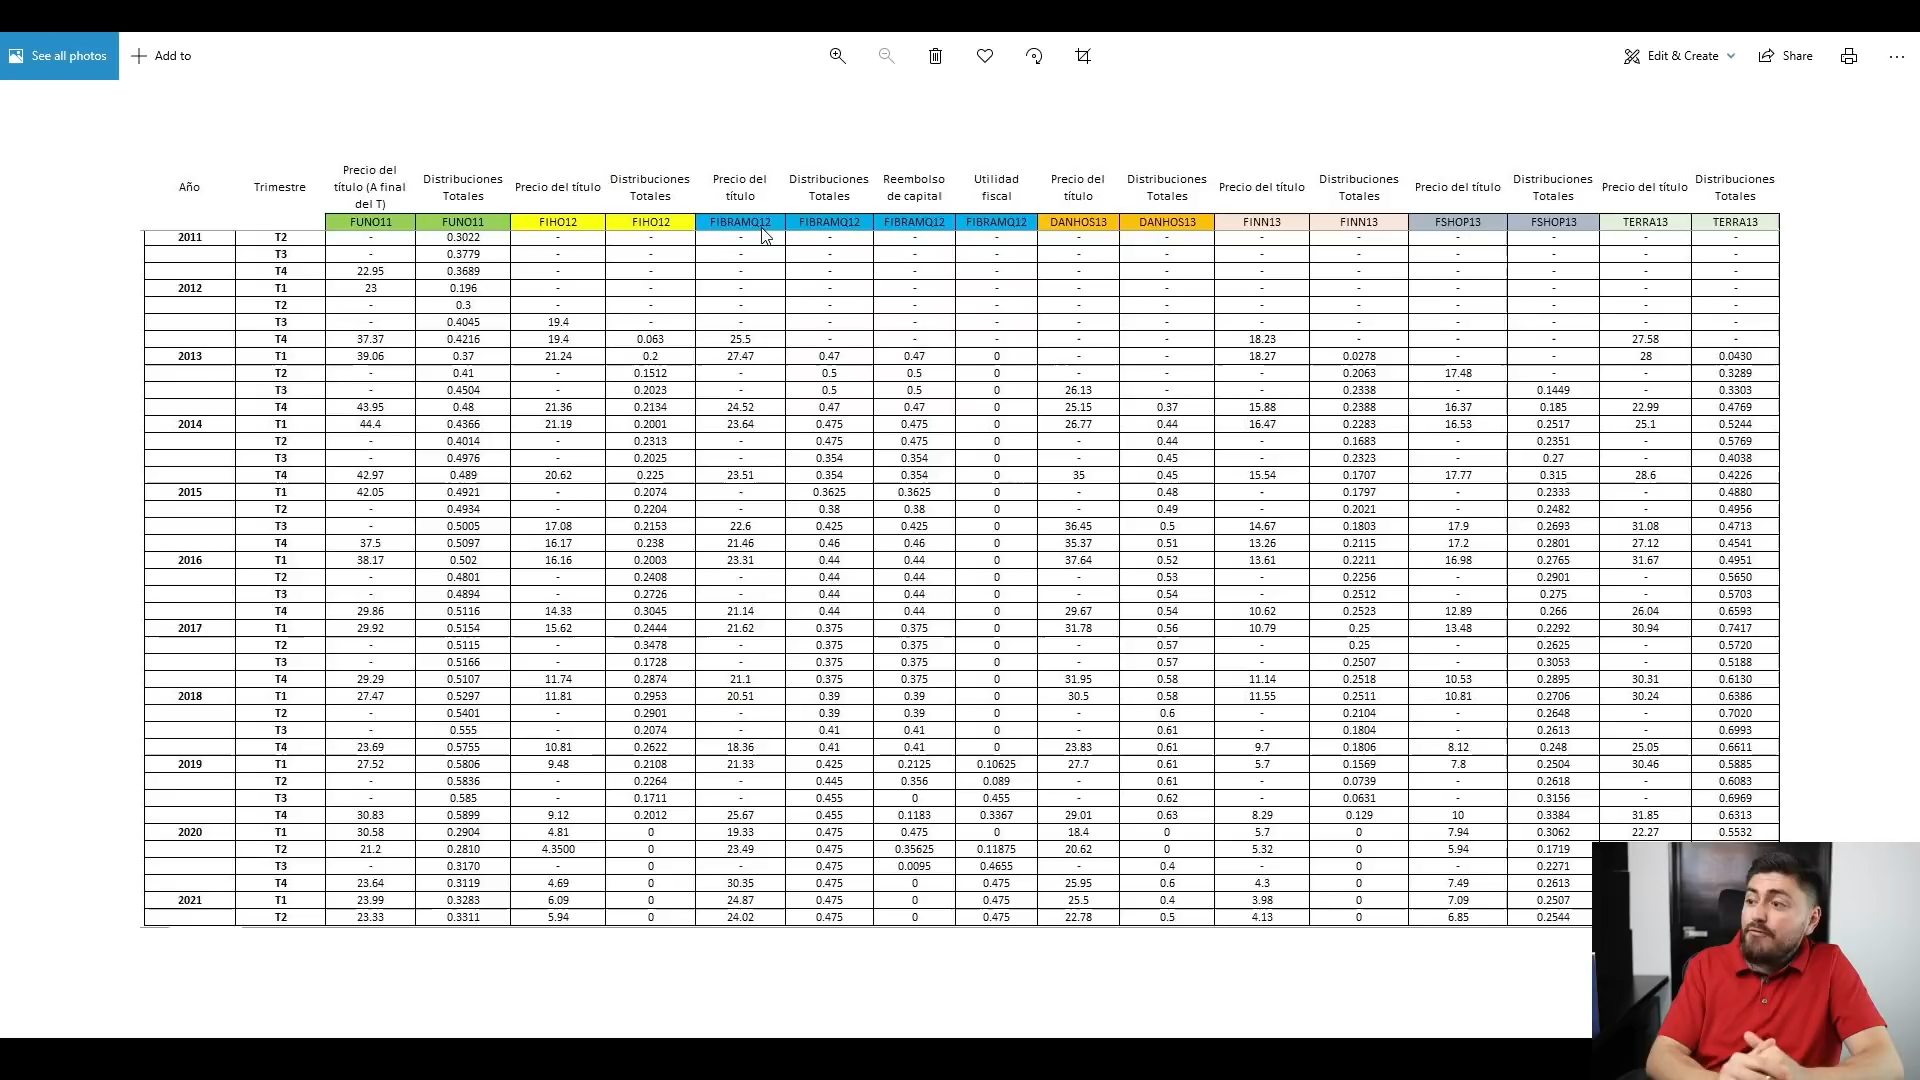 See all photos
Add to
Edit & Create
Share
Año Trimestre Precio del título (A final del T) Distribuciones Totales Precio del título Distribuciones Totales Precio del título Distribuciones Totales Reembolso de capital Utilidad fiscal Precio del título Distribuciones Totales Precio del título Distribuciones Totales Precio del título Distribuciones Totales Precio del título Distribuciones Totales
FUNO11 FUNO11 FIHO12 FIHO12 FIBRAMQ12 FIBRAMQ12 FIBRAMQ12 FIBRAMQ12 DANHOS13 DANHOS13 FINN13 FINN13 FSHOP13 FSHOP13 TERRA13 TERRA13
2011 T2 - 0.3022 - - - - - - - - - - - - - -
T3 - 0.3779 - - - - - - - - - - - - - -
T4 22.95 0.3689 - - - - - - - - - - - - - -
2012 T1 23 0.196 - - - - - - - - - - - - - -
T2 - 0.3 - - - - - - - - - - - - - -
T3 - 0.4045 19.4 - - - - - - - - - - - - -
T4 37.37 0.4216 19.4 0.063 25.5 - - - - - 18.23 - - - 27.58 -
2013 T1 39.06 0.37 21.24 0.2 27.47 0.47 0.47 0 - - 18.27 0.0278 - - 28 0.0430
T2 - 0.41 - 0.1512 - 0.5 0.5 0 - - - 0.2063 17.48 - - 0.3289
T3 - 0.4504 - 0.2023 - 0.5 0.5 0 26.13 - - 0.2338 - 0.1449 - 0.3303
T4 43.95 0.48 21.36 0.2134 24.52 0.47 0.47 0 25.15 0.37 15.88 0.2388 16.37 0.185 22.99 0.4769
2014 T1 44.4 0.4366 21.19 0.2001 23.64 0.475 0.475 0 26.77 0.44 16.47 0.2283 16.53 0.2517 25.1 0.5244
T2 - 0.4014 - 0.2313 - 0.475 0.475 0 - 0.44 - 0.1683 - 0.2351 - 0.5769
T3 - 0.4976 - 0.2025 - 0.354 0.354 0 - 0.45 - 0.2323 - 0.27 - 0.4038
T4 42.97 0.489 20.62 0.225 23.51 0.354 0.354 0 35 0.45 15.54 0.1707 17.77 0.315 28.6 0.4226
2015 T1 42.05 0.4921 - 0.2074 - 0.3625 0.3625 0 - 0.48 - 0.1797 - 0.2333 - 0.4880
T2 - 0.4934 - 0.2204 - 0.38 0.38 0 - 0.49 - 0.2021 - 0.2482 - 0.4956
T3 - 0.5005 17.08 0.2153 22.6 0.425 0.425 0 36.45 0.5 14.67 0.1803 17.9 0.2693 31.08 0.4713
T4 37.5 0.5097 16.17 0.238 21.46 0.46 0.46 0 35.37 0.51 13.26 0.2115 17.2 0.2801 27.12 0.4541
2016 T1 38.17 0.502 16.16 0.2003 23.31 0.44 0.44 0 37.64 0.52 13.61 0.2211 16.98 0.2765 31.67 0.4951
T2 - 0.4801 - 0.2408 - 0.44 0.44 0 - 0.53 - 0.2256 - 0.2901 - 0.5650
T3 - 0.4894 - 0.2726 - 0.44 0.44 0 - 0.54 - 0.2512 - 0.275 - 0.5703
T4 29.86 0.5116 14.33 0.3045 21.14 0.44 0.44 0 29.67 0.54 10.62 0.2523 12.89 0.266 26.04 0.6593
2017 T1 29.92 0.5154 15.62 0.2444 21.62 0.375 0.375 0 31.78 0.56 10.79 0.25 13.48 0.2292 30.94 0.7417
T2 - 0.5115 - 0.3478 - 0.375 0.375 0 - 0.57 - 0.25 - 0.2625 - 0.5720
T3 - 0.5166 - 0.1728 - 0.375 0.375 0 - 0.57 - 0.2507 - 0.3053 - 0.5188
T4 29.29 0.5107 11.74 0.2874 21.1 0.375 0.375 0 31.95 0.58 11.14 0.2518 10.53 0.2895 30.31 0.6130
2018 T1 27.47 0.5297 11.81 0.2953 20.51 0.39 0.39 0 30.5 0.58 11.55 0.2511 10.81 0.2706 30.24 0.6386
T2 - 0.5401 - 0.2901 - 0.39 0.39 0 - 0.6 - 0.2104 - 0.2648 - 0.7020
T3 - 0.555 - 0.2074 - 0.41 0.41 0 - 0.61 - 0.1804 - 0.2613 - 0.6993
T4 23.69 0.5755 10.81 0.2622 18.36 0.41 0.41 0 23.83 0.61 9.7 0.1806 8.12 0.248 25.05 0.6611
2019 T1 27.52 0.5806 9.48 0.2108 21.33 0.425 0.2125 0.10625 27.7 0.61 5.7 0.1569 7.8 0.2504 30.46 0.5885
T2 - 0.5836 - 0.2264 - 0.445 0.356 0.089 - 0.61 - 0.0739 - 0.2618 - 0.6083
T3 - 0.585 - 0.1711 - 0.455 0 0.455 - 0.62 - 0.0631 - 0.3156 - 0.6969
T4 30.83 0.5899 9.12 0.2012 25.67 0.455 0.1183 0.3367 29.01 0.63 8.29 0.129 10 0.3384 31.85 0.6313
2020 T1 30.58 0.2904 4.81 0 19.33 0.475 0.475 0 18.4 0 5.7 0 7.94 0.3062 22.27 0.5532
T2 21.2 0.2810 4.3500 0 23.49 0.475 0.35625 0.11875 20.62 0 5.32 0 5.94 0.1719
T3 - 0.3170 - 0 - 0.475 0.0095 0.4655 - 0.4 - 0 - 0.2271
T4 23.64 0.3119 4.69 0 30.35 0.475 0 0.475 25.95 0.6 4.3 0 7.49 0.2613
2021 T1 23.99 0.3283 6.09 0 24.87 0.475 0 0.475 25.5 0.4 3.98 0 7.09 0.2507
T2 23.33 0.3311 5.94 0 24.02 0.475 0 0.475 22.78 0.5 4.13 0 6.85 0.2544